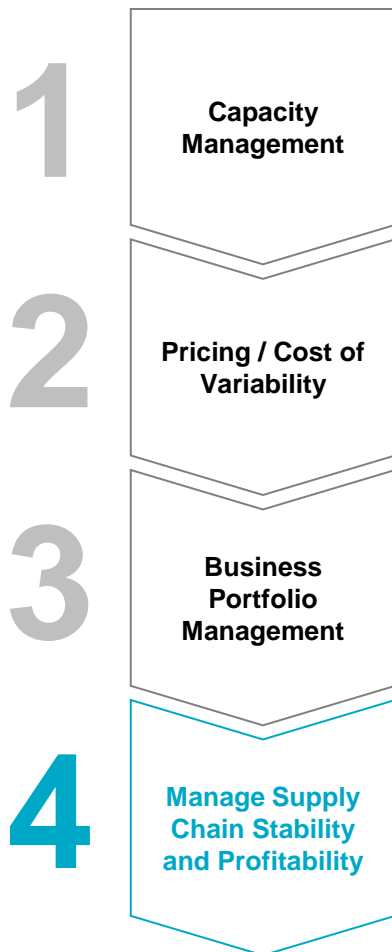 1
Capacity
Management
2
Pricing / Cost of
Variability
3
Business
Portfolio
Management
4
Manage Supply
Chain Stability
and Profitability